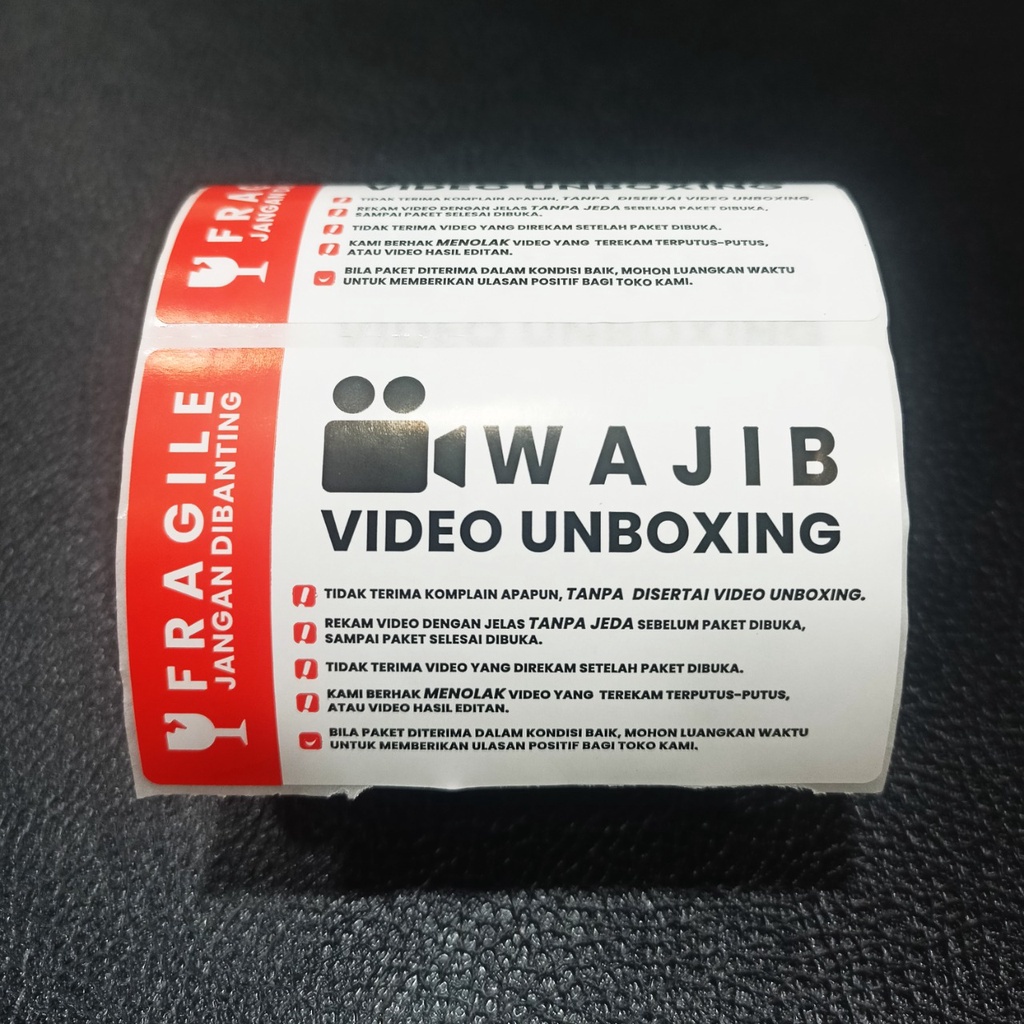 FRAG
VIDEO UNBOXING
TIDAK TERIMA KOMPLAIN APAPUN, TANPA DISERTAI VIDEO UNBOXING.
REKAM VIDEO DENGAN JELAS TANPA JEDA SEBELUM PAKET DIBUKA,
SAMPAI PAKET SELESAI DIBUKA.
TIDAK TERIMA VIDEO YANG DIREKAM SETELAH PAKET DIBUKA.
KAMI BERHAK MENOLAK VIDEO YANG TEREKAM TERPUTUS-PUTUS,
ATAU VIDEO HASIL EDITAN.
BILA PAKET DITERIMA DALAM KONDISI BAIK, MOHON LUANGKAN WAKTU
UNTUK MEMBERIKAN ULASAN POSITIF BAGI TOKO KAMI.
FRAGILE
JANGAN DIBANTING
WAJIB
VIDEO UNBOXING
TIDAK TERIMA KOMPLAIN APAPUN, TANPA DISERTAI VIDEO UNBOXING.
REKAM VIDEO DENGAN JELAS TANPA JEDA SEBELUM PAKET DIBUKA,
SAMPAI PAKET SELESAI DIBUKA.
TIDAK TERIMA VIDEO YANG DIREKAM SETELAH PAKET DIBUKA.
KAMI BERHAK MENOLAK VIDEO YANG TEREKAM TERPUTUS-PUTUS,
ATAU VIDEO HASIL EDITAN.
BILA PAKET DITERIMA DALAM KONDISI BAIK, MOHON LUANGKAN WAKTU
UNTUK MEMBERIKAN ULASAN POSITIF BAGI TOKO KAMI.